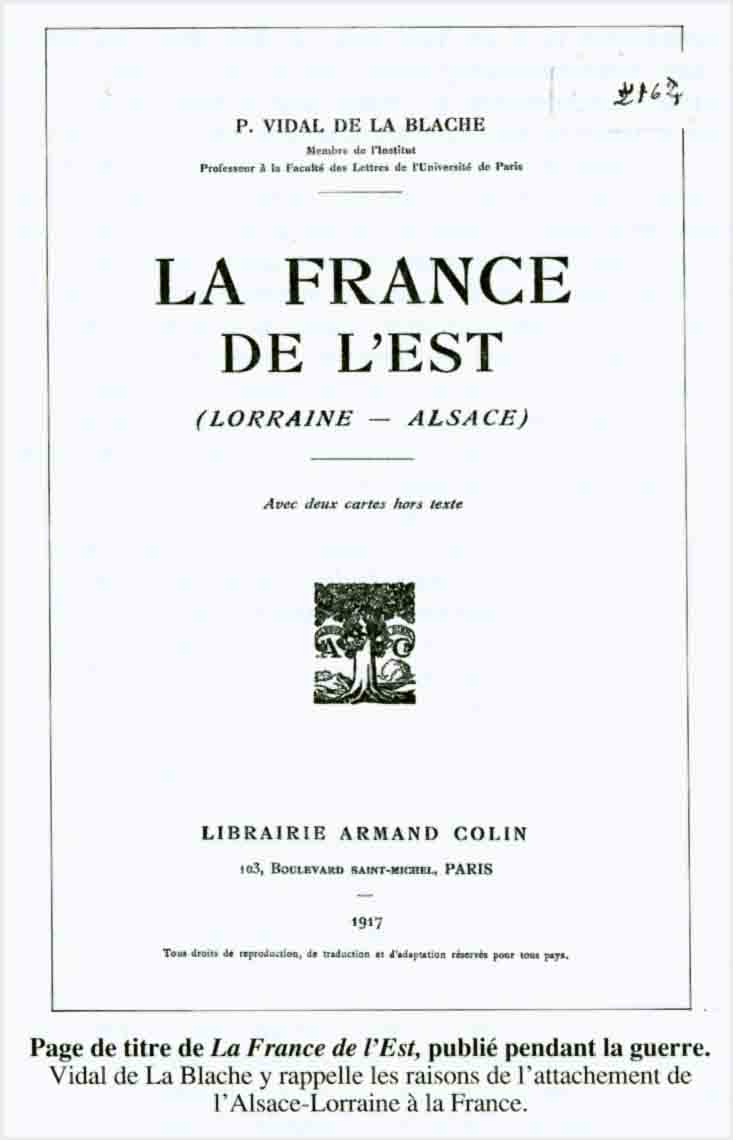 P. VIDAL DE LA BLACHE
Membre de l'Institut
Professeur à la Faculté des Lettres de l'Université de Paris
LA FRANCE
DE L'EST
(LORRAINE — ALSACE)
Avec deux cartes hors texte
A C
LIBRAIRIE ARMAND COLIN
103, BOULEVARD SAINT-MICHEL, PARIS
1917
Tous droits de reproduction, de traduction et d'adaptation réservés pour tous pays.
Page de titre de La France de l'Est, publié pendant la guerre.
Vidal de La Blache y rappelle les raisons de l'attachement de
l'Alsace-Lorraine à la France.